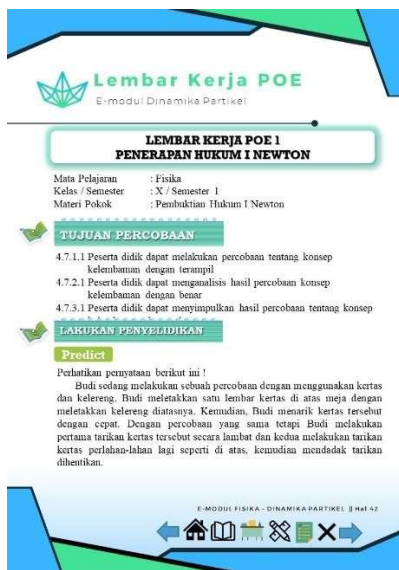 Lembar Kerja POE
E-modul Dinamika Partikel
LEMBAR KERJA POE 1
PENERAPAN HUKUM I NEWTON
Mata Pelajaran : Fisika
Kelas / Semester : X / Semester 1
Materi Pokok : Pembuktian Hukum I Newton
TUJUAN PERCOBAAN
4.7.1.1 Peserta didik dapat melakukan percobaan tentang konsep
kelembaman dengan terampil
4.7.2.1 Peserta didik dapat menganalisis hasil percobaan konsep
kelembaman dengan benar
4.7.3.1 Peserta didik dapat menyimpulkan hasil percobaan tentang konsep
LAKUKAN PENYELIDIKAN
Predict
Perhatikan pernyataan berikut ini !
Budi sedang melakukan sebuah percobaan dengan menggunakan kertas
dan kelereng. Budi meletakkan satu lembar kertas di atas meja dengan
meletakkan kelereng diatasnya. Kemudian, Budi menarik kertas tersebut
dengan cepat. Dengan percobaan yang sama tetapi Budi melakukan
pertama tarikan kertas tersebut secara lambat dan kedua melakukan tarikan
kertas perlahan-lahan lagi seperti di atas, kemudian mendadak tarikan
dihentikan.
E-MODUL FISIKA - DINAMIKA PARTIKEL || Hal 42